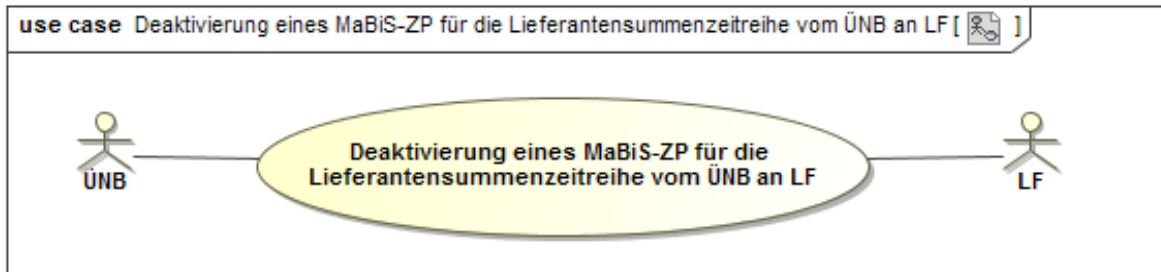 use case Deaktivierung eines MaBiS-ZP für die Lieferantensummenzeitreihe vom ÜNB an LF [ ]
Deaktivierung eines MaBiS-ZP für die
Lieferantensummenzeitreihe vom ÜNB an LF
ÜNB
LF